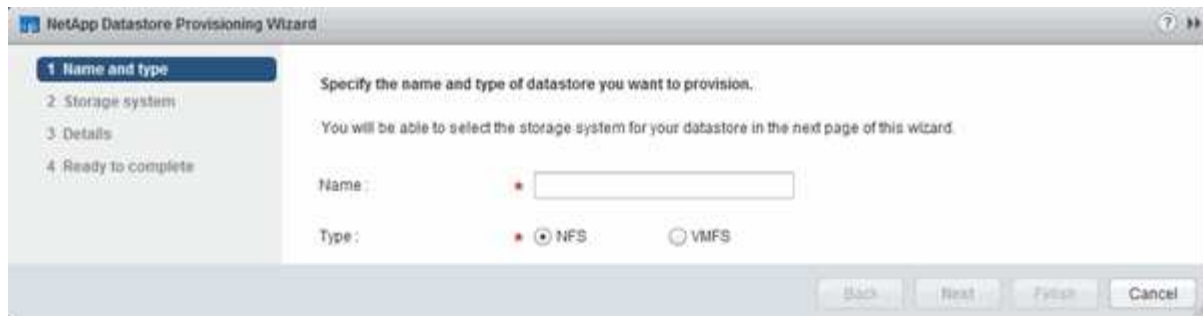 NetApp Datastore Provisioning Wizard
?
1 Name and type
2 Storage system
3 Details
4 Ready to complete
Specify the name and type of datastore you want to provision.
You will be able to select the storage system for your datastore in the next page of this wizard.
Name :
*
Type :
* NFS VMFS
Back Next Finish Cancel